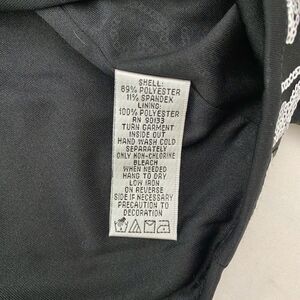 SHELL:
89% POLYESTER
11% SPANDEX
LINING:
100% POLYESTER
RN 90133
TURN GARMENT
INSIDE OUT
HAND WASH COLD
SEPARATELY
ONLY NON-CHLORINE
BLEACH
WHEN NEEDED
HANG TO DRY
LOW IRON
ON REVERSE
SIDE IF NECESSARY
PRECAUTION TO
DECORATION